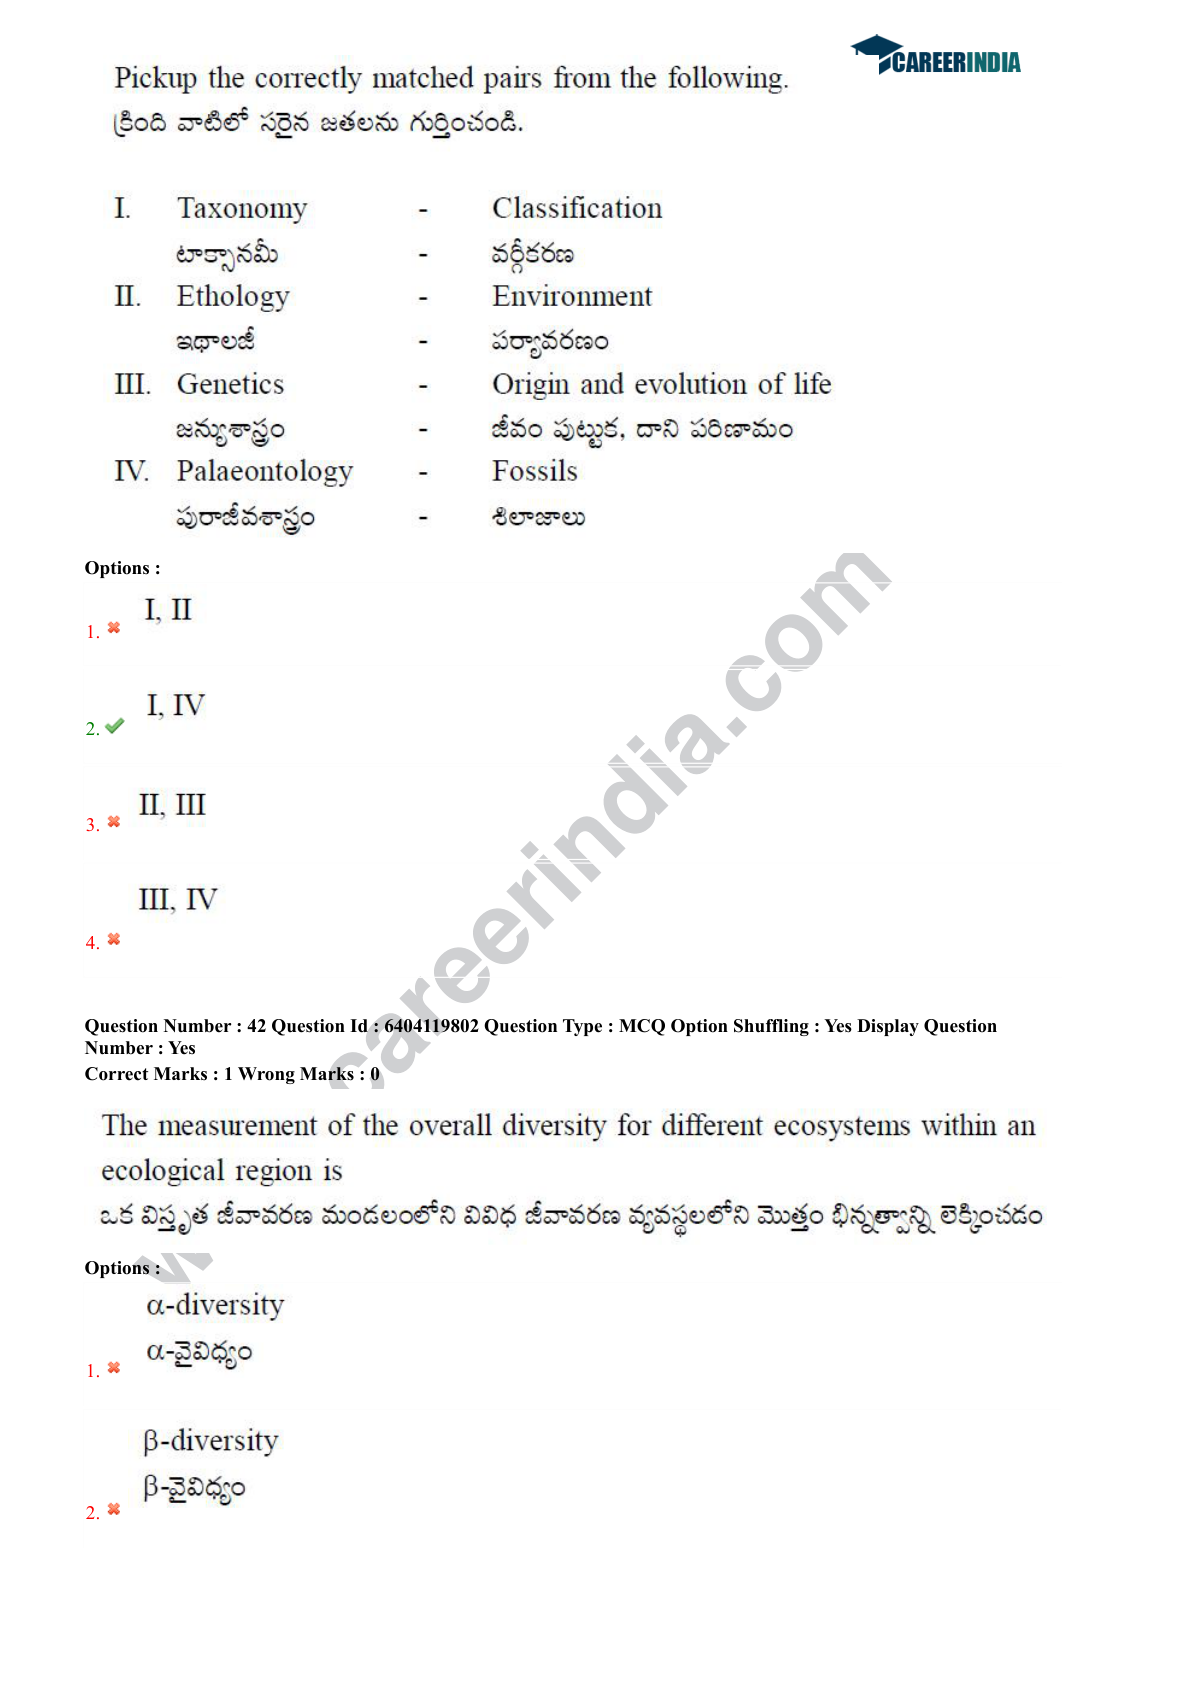 CAREERINDIA
Pickup the correctly matched pairs from the following.
క్రింది వాటిలో సరైన జతలను గుర్తించండి.
I. Taxonomy - Classification
టాక్సానమీ - వర్గీకరణ
II. Ethology - Environment
ఇథాలజీ - పర్యావరణం
III. Genetics - Origin and evolution of life
జన్యుశాస్త్రం - జీవం పుట్టుక, దాని పరిణామం
IV. Palaeontology - Fossils
పురాజీవశాస్త్రం - శిలాజాలు
Options :
I, II
1.
I, IV
2.
II, III
3.
III, IV
4.
careerindia.com
Question Number : 42 Question Id : 6404119802 Question Type : MCQ Option Shuffling : Yes Display Question
Number : Yes
Correct Marks : 1 Wrong Marks : 0
The measurement of the overall diversity for different ecosystems within an
ecological region is
ఒక విస్తృత జీవావరణ మండలంలోని వివిధ జీవావరణ వ్యవస్థలలోని మొత్తం భిన్నత్వాన్ని లెక్కించడం
Options :
α-diversity
α-వైవిధ్యం
1.
β-diversity
β-వైవిధ్యం
2.